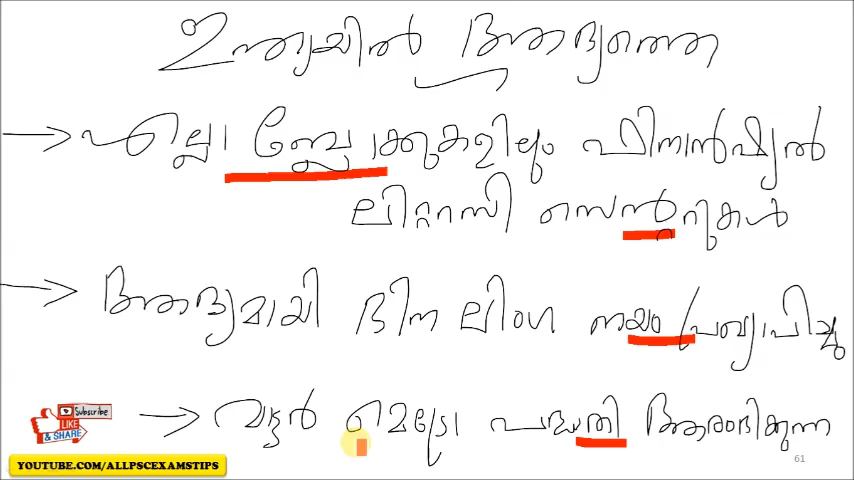 ഇന്ത്യയിൽ ആദ്യത്തെ
എല്ലാ ബ്ലോക്കുകളിലും ഫിനാൻഷ്യൽ
ലിറ്ററസി സെന്ററുകൾ
ആദ്യമായി ഭിന്ന ലിംഗ നയം പ്രഖ്യാപിച്ചു
വാട്ടർ മെട്രോ പദ്ധതി ആരംഭിക്കുന്ന
Subscribe
LIKE
& SHARE
YOUTUBE.COM/ALLPSCEXAMSTIPS
61